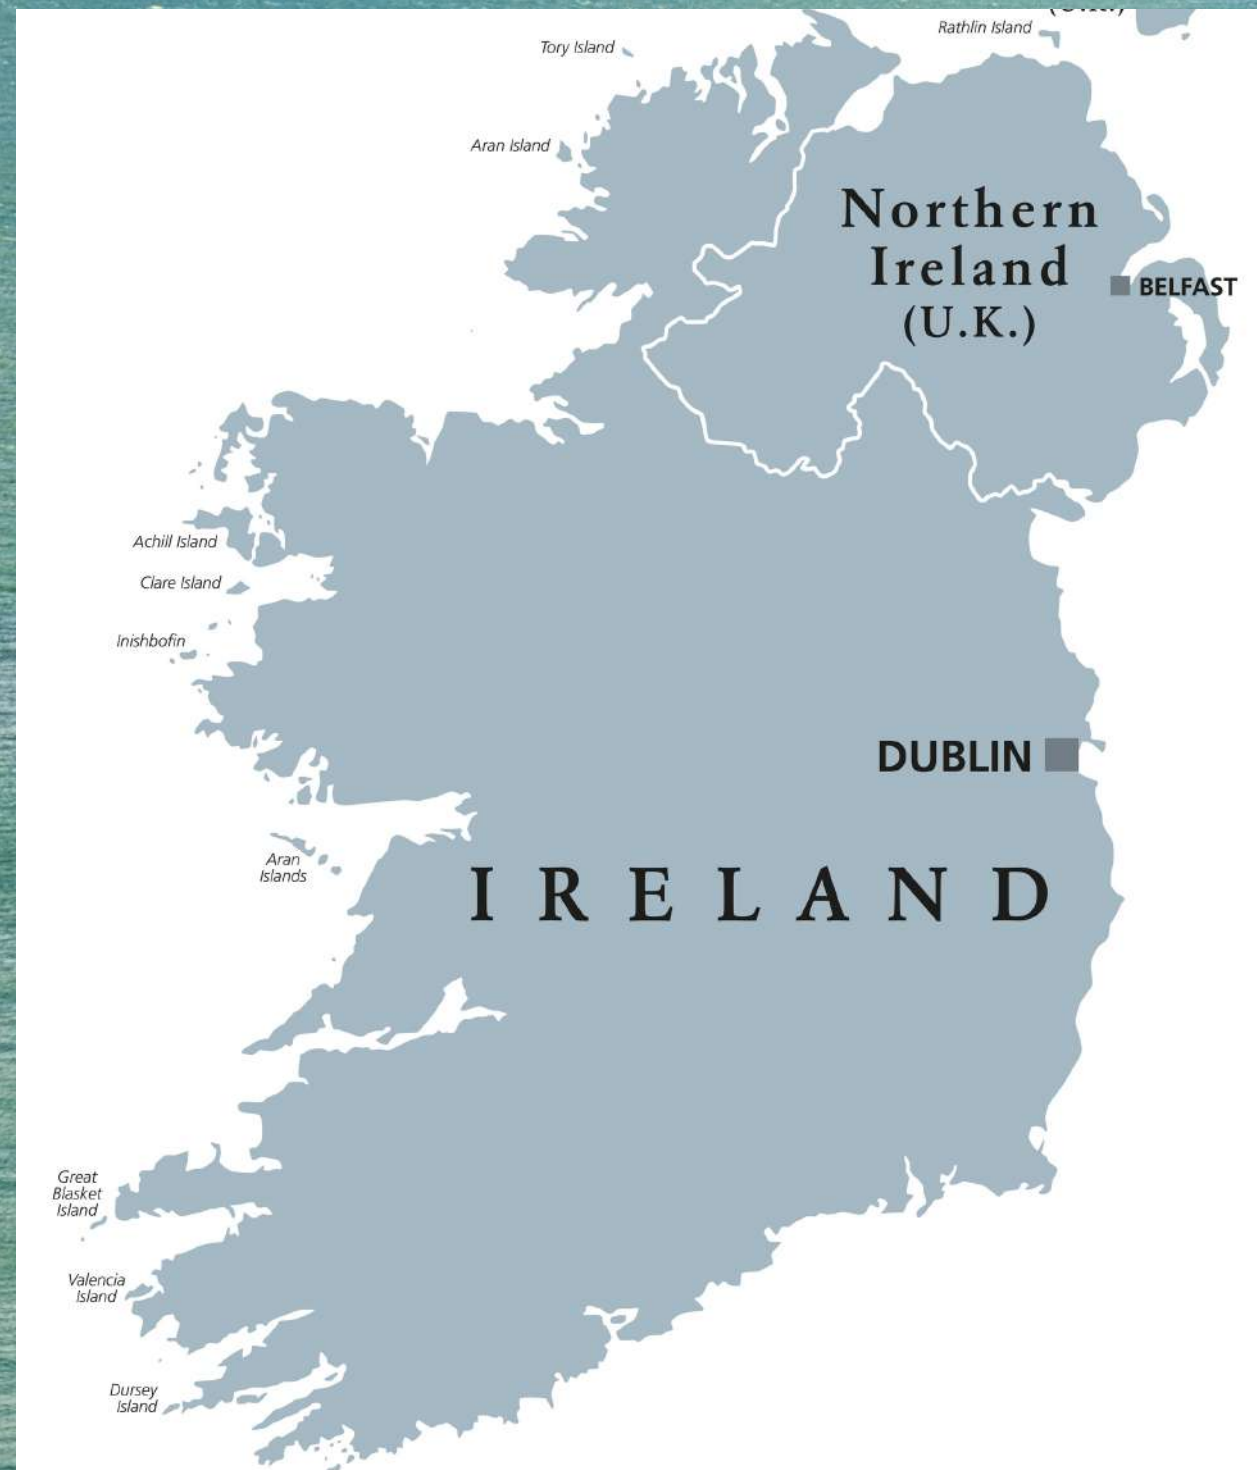 Rathlin Island
Tory Island
Aran Island
Northern
Ireland
(U.K.)
BELFAST
Achill Island
Clare Island
Inishbofin
DUBLIN
Aran
Islands
IRELAND
Great
Blasket
Island
Valencia
Island
Dursey
Island